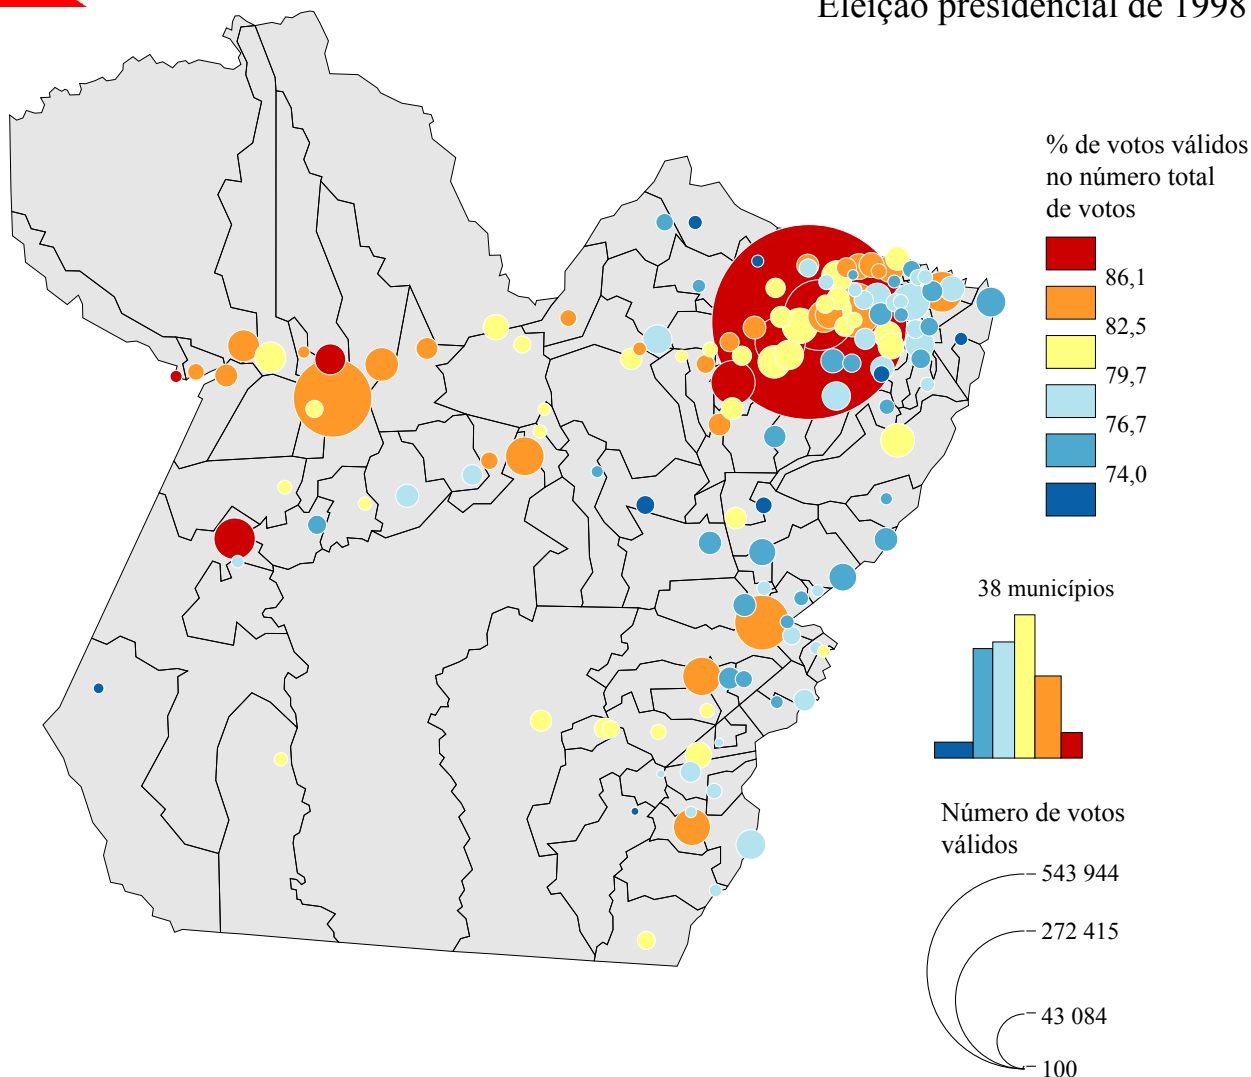 Eleição presidencial de 1998
% de votos válidos
no número total
de votos
86,1
82,5
79,7
76,7
74,0
38 municípios
Número de votos
válidos
543 944
272 415
43 084
100